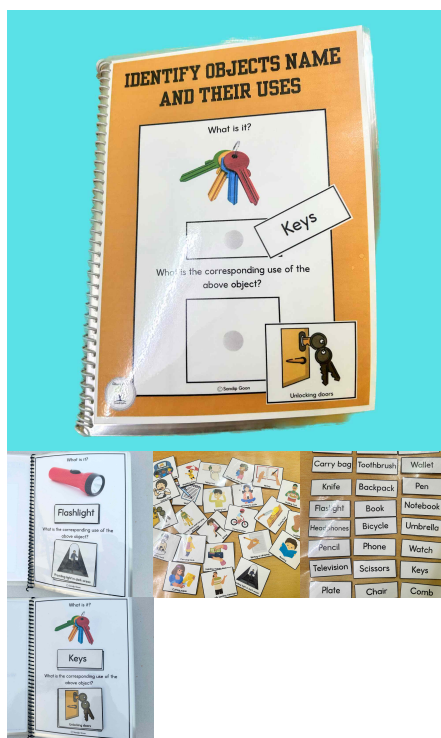 IDENTIFY OBJECTS NAME
AND THEIR USES
What is it?
Keys
What is the corresponding use of the
above object?
Unlocking doors
© Sandip Goon
What is it?
Flashlight
What is the corresponding use of the
above object?
Carry bag Toothbrush Wallet
Knife Backpack Pen
Book Notebook
Headphones Bicycle Umbrella
Pencil Phone Watch
Television Scissors Keys
Plate Chair Comb
What is it?
Keys
What is the corresponding use of the
above object?
Unlocking doors